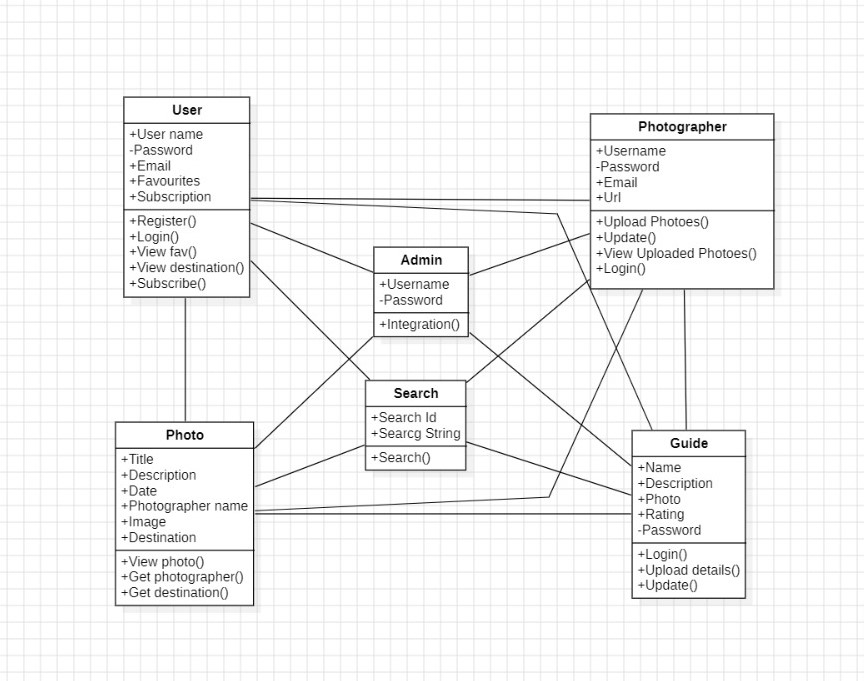 User
+User name
-Password
+Email
+Favourites
+Subscription
+Register()
+Login()
+View fav()
+View destination()
+Subscribe()
Photographer
+Username
-Password
+Email
+Url
+Upload Photoes()
+Update()
+View Uploaded Photoes()
+Login()
Admin
+Username
-Password
+Integration()
Search
+Search Id
+Searcg String
+Search()
Photo
+Title
+Description
+Date
+Photographer name
+Image
+Destination
+View photo()
+Get photographer()
+Get destination()
Guide
+Name
+Description
+Photo
+Rating
-Password
+Login()
+Upload details()
+Update()